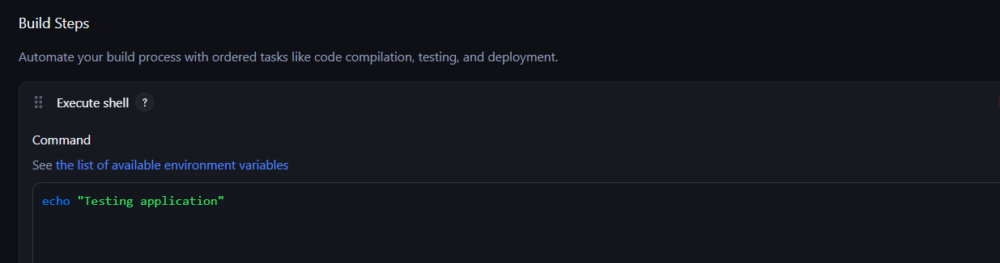 Build Steps
Automate your build process with ordered tasks like code compilation, testing, and deployment.
Execute shell ?
Command
See the list of available environment variables
echo "Testing application"